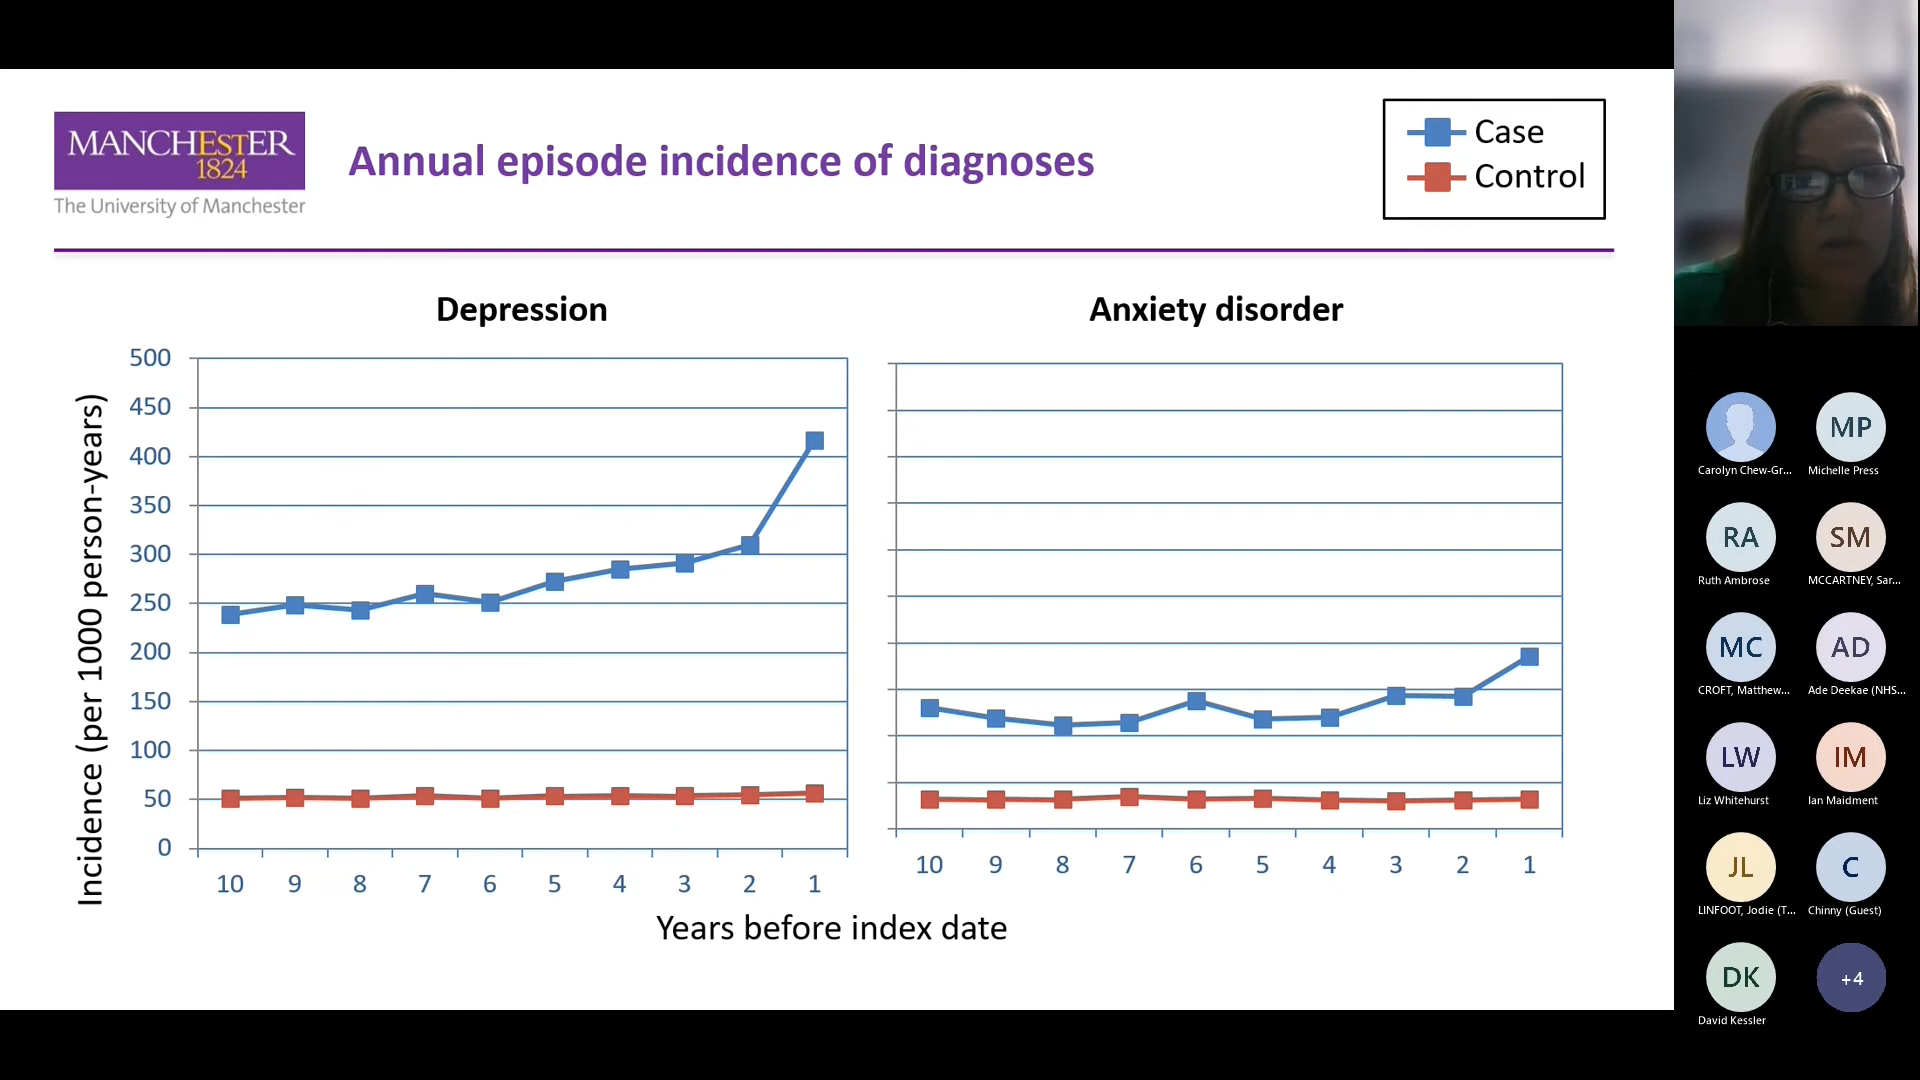 MANCHESTER
1824
The University of Manchester
Annual episode incidence of diagnoses
Case
Control
Depression
Anxiety disorder
Incidence (per 1000 person-years)
500
450
400
350
300
250
200
150
100
50
0
10 9 8 7 6 5 4 3 2 1
10 9 8 7 6 5 4 3 2 1
Years before index date
Carolyn Chew-Gr...
MP
Michelle Press
RA
Ruth Ambrose
SM
MCCARTNEY, Sar...
MC
CROFT, Matthew...
AD
Ade Deekae (NHS...
LW
Liz Whitehurst
IM
Ian Maidment
JL
LINFOOT, Jodie (T...
C
Chinny (Guest)
DK
David Kessler
+4